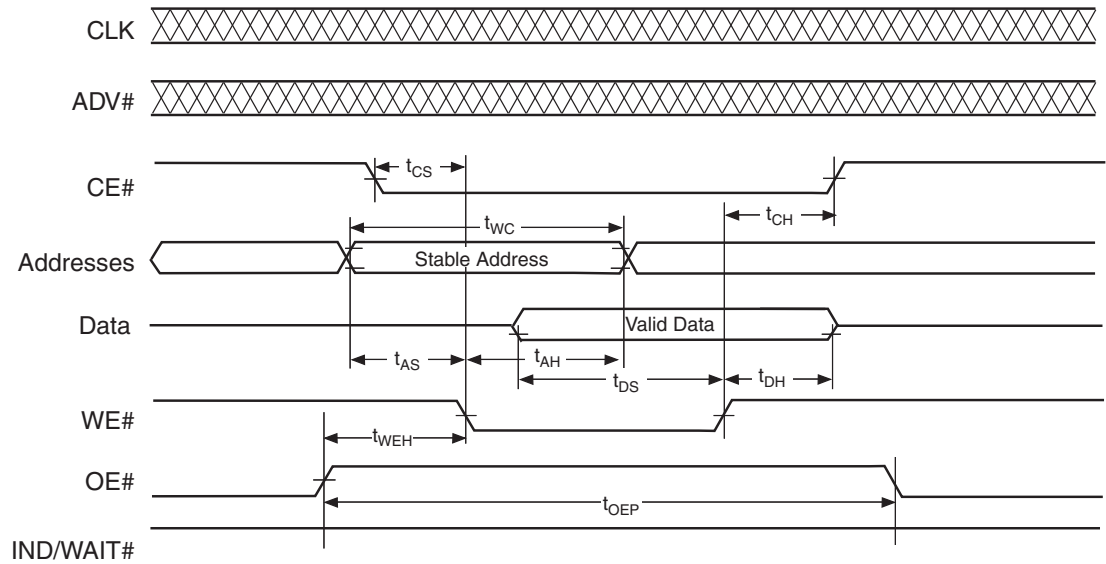 CLK
ADV#
CE#
tCS
tCH
tWC
Addresses
Stable Address
Data
Valid Data
tAS
tAH
tDS
tDH
WE#
tWEH
OE#
tOEP
IND/WAIT#